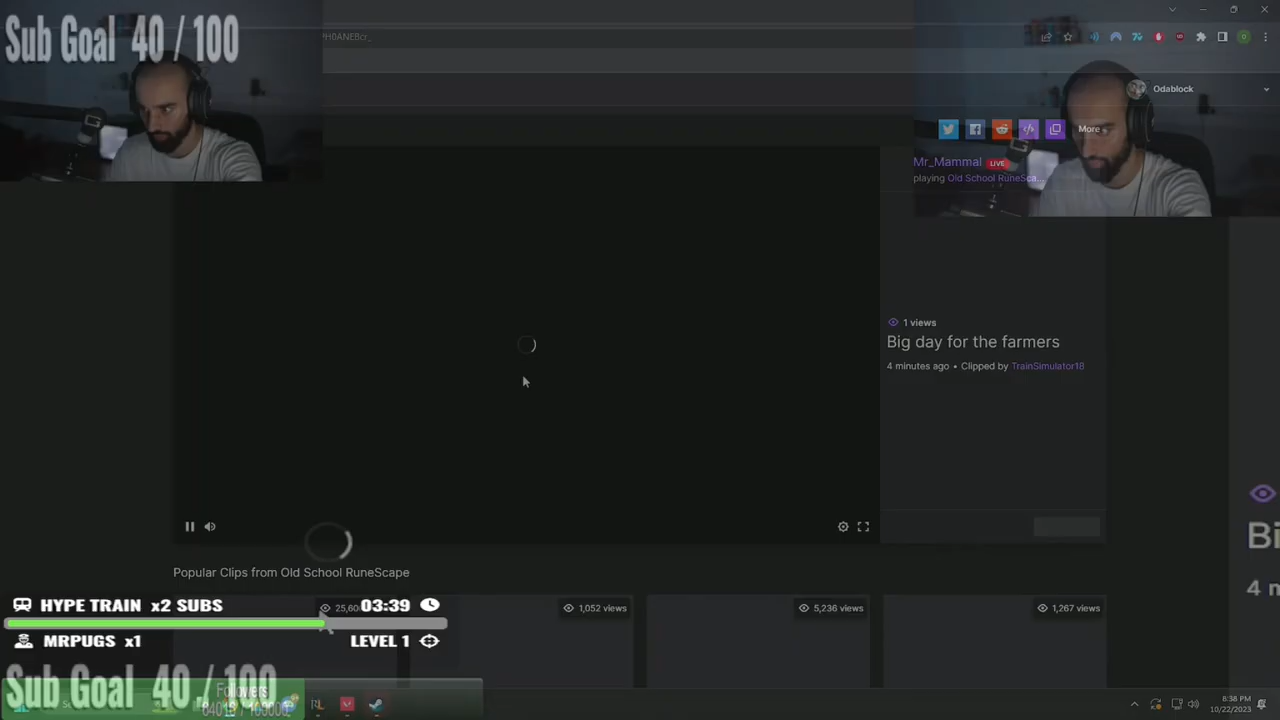 Sub Goal 40 / 100
Odablock
More
Mr_Mammal LIVE
playing Old School RuneSca...
1 views
Big day for the farmers
4 minutes ago • Clipped by TrainSimulator18
Popular Clips from Old School RuneScape
1,052 views
5,236 views
1,267 views
HYPE TRAIN x2 SUBS 03:39
MRPUGS x1 LEVEL 1
Sub Goal 40 / 100
Followers
8:38 PM
10/22/2023